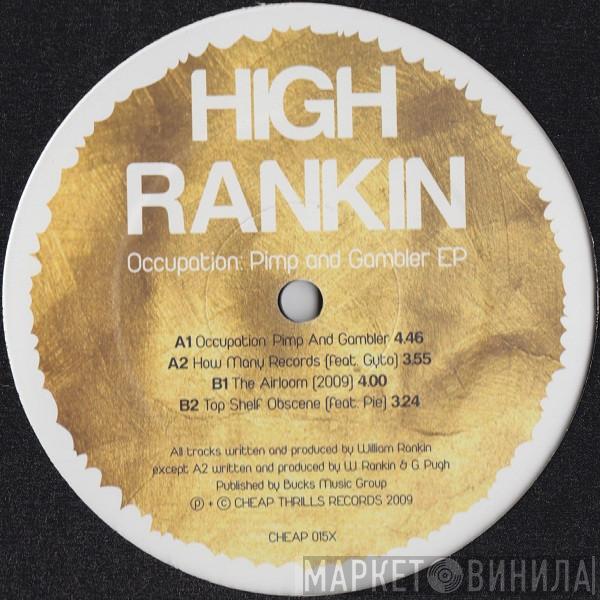 HIGH
RANKIN
Occupation: Pimp and Gambler EP
A1 Occupation: Pimp And Gambler 4.46
A2 How Many Records (feat. Gyto) 3.55
B1 The Airloom (2009) 4.00
B2 Top Shelf Obscene (feat. Pie) 3.24
All tracks written and produced by William Rankin
except A2 written and produced by W. Rankin & G. Pugh
Published by Bucks Music Group
℗ + © CHEAP THRILLS RECORDS 2009
CHEAP 015X
МАРКЕТ ВИНИЛА